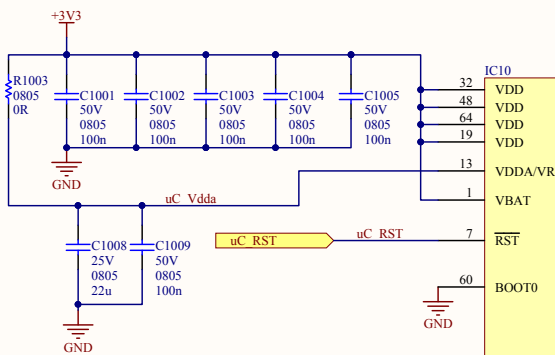 +3V3
R1003
0805
0R
C1001
50V
0805
100n
C1002
50V
0805
100n
C1003
50V
0805
100n
C1004
50V
0805
100n
C1005
50V
0805
100n
GND
IC10
32
VDD
48
VDD
64
VDD
19
VDD
13
VDDA/VR
1
VBAT
7
RST
60
BOOT0
uC_Vdda
C1008
25V
0805
22u
C1009
50V
0805
100n
uC_RST
uC_RST
GND
GND